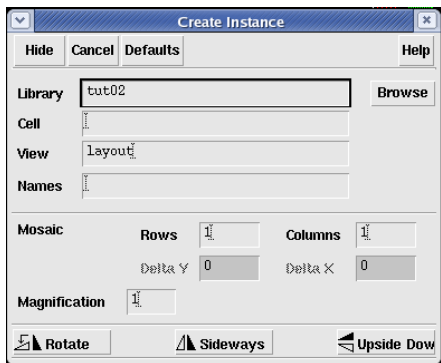 Create Instance
Hide Cancel Defaults Help
Library tut02 Browse
Cell
View layout
Names
Mosaic Rows 1 Columns 1
Delta Y 0 Delta X 0
Magnification 1
Rotate Sideways Upside Dow